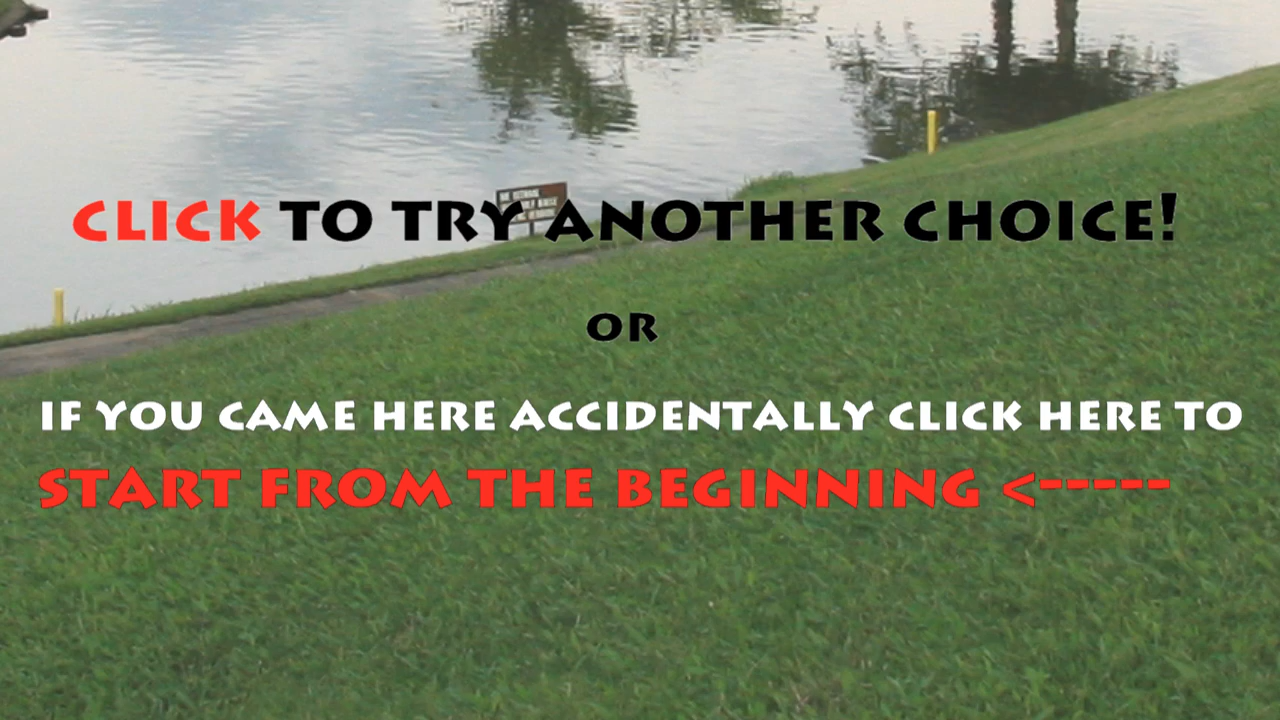 CLICK TO TRY ANOTHER CHOICE!
OR
IF YOU CAME HERE ACCIDENTALLY CLICK HERE TO
START FROM THE BEGINNING <-----